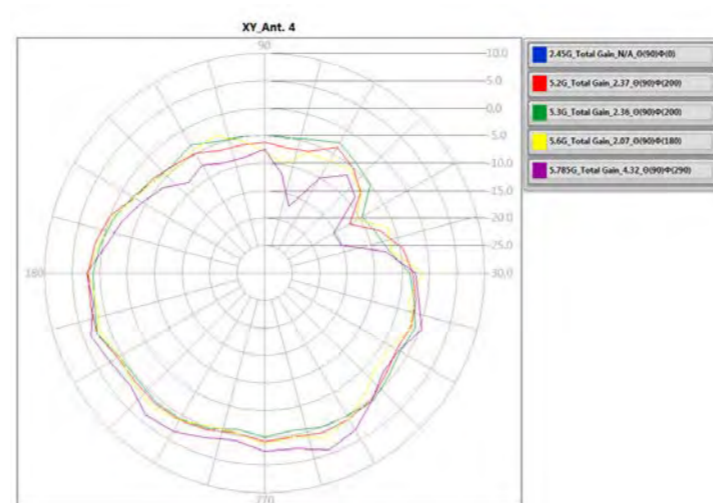 XY_Ant. 4
90
10.0
5.0
0.0
5.0
10.0
15.0
20.0
25.0
30.0
180
270
2.45G_Total Gain_N/A_Θ(90)Φ(0)
5.2G_Total Gain_2.37_Θ(90)Φ(200)
5.3G_Total Gain_2.36_Θ(90)Φ(200)
5.6G_Total Gain_2.07_Θ(90)Φ(180)
5.785G_Total Gain_4.32_Θ(90)Φ(290)